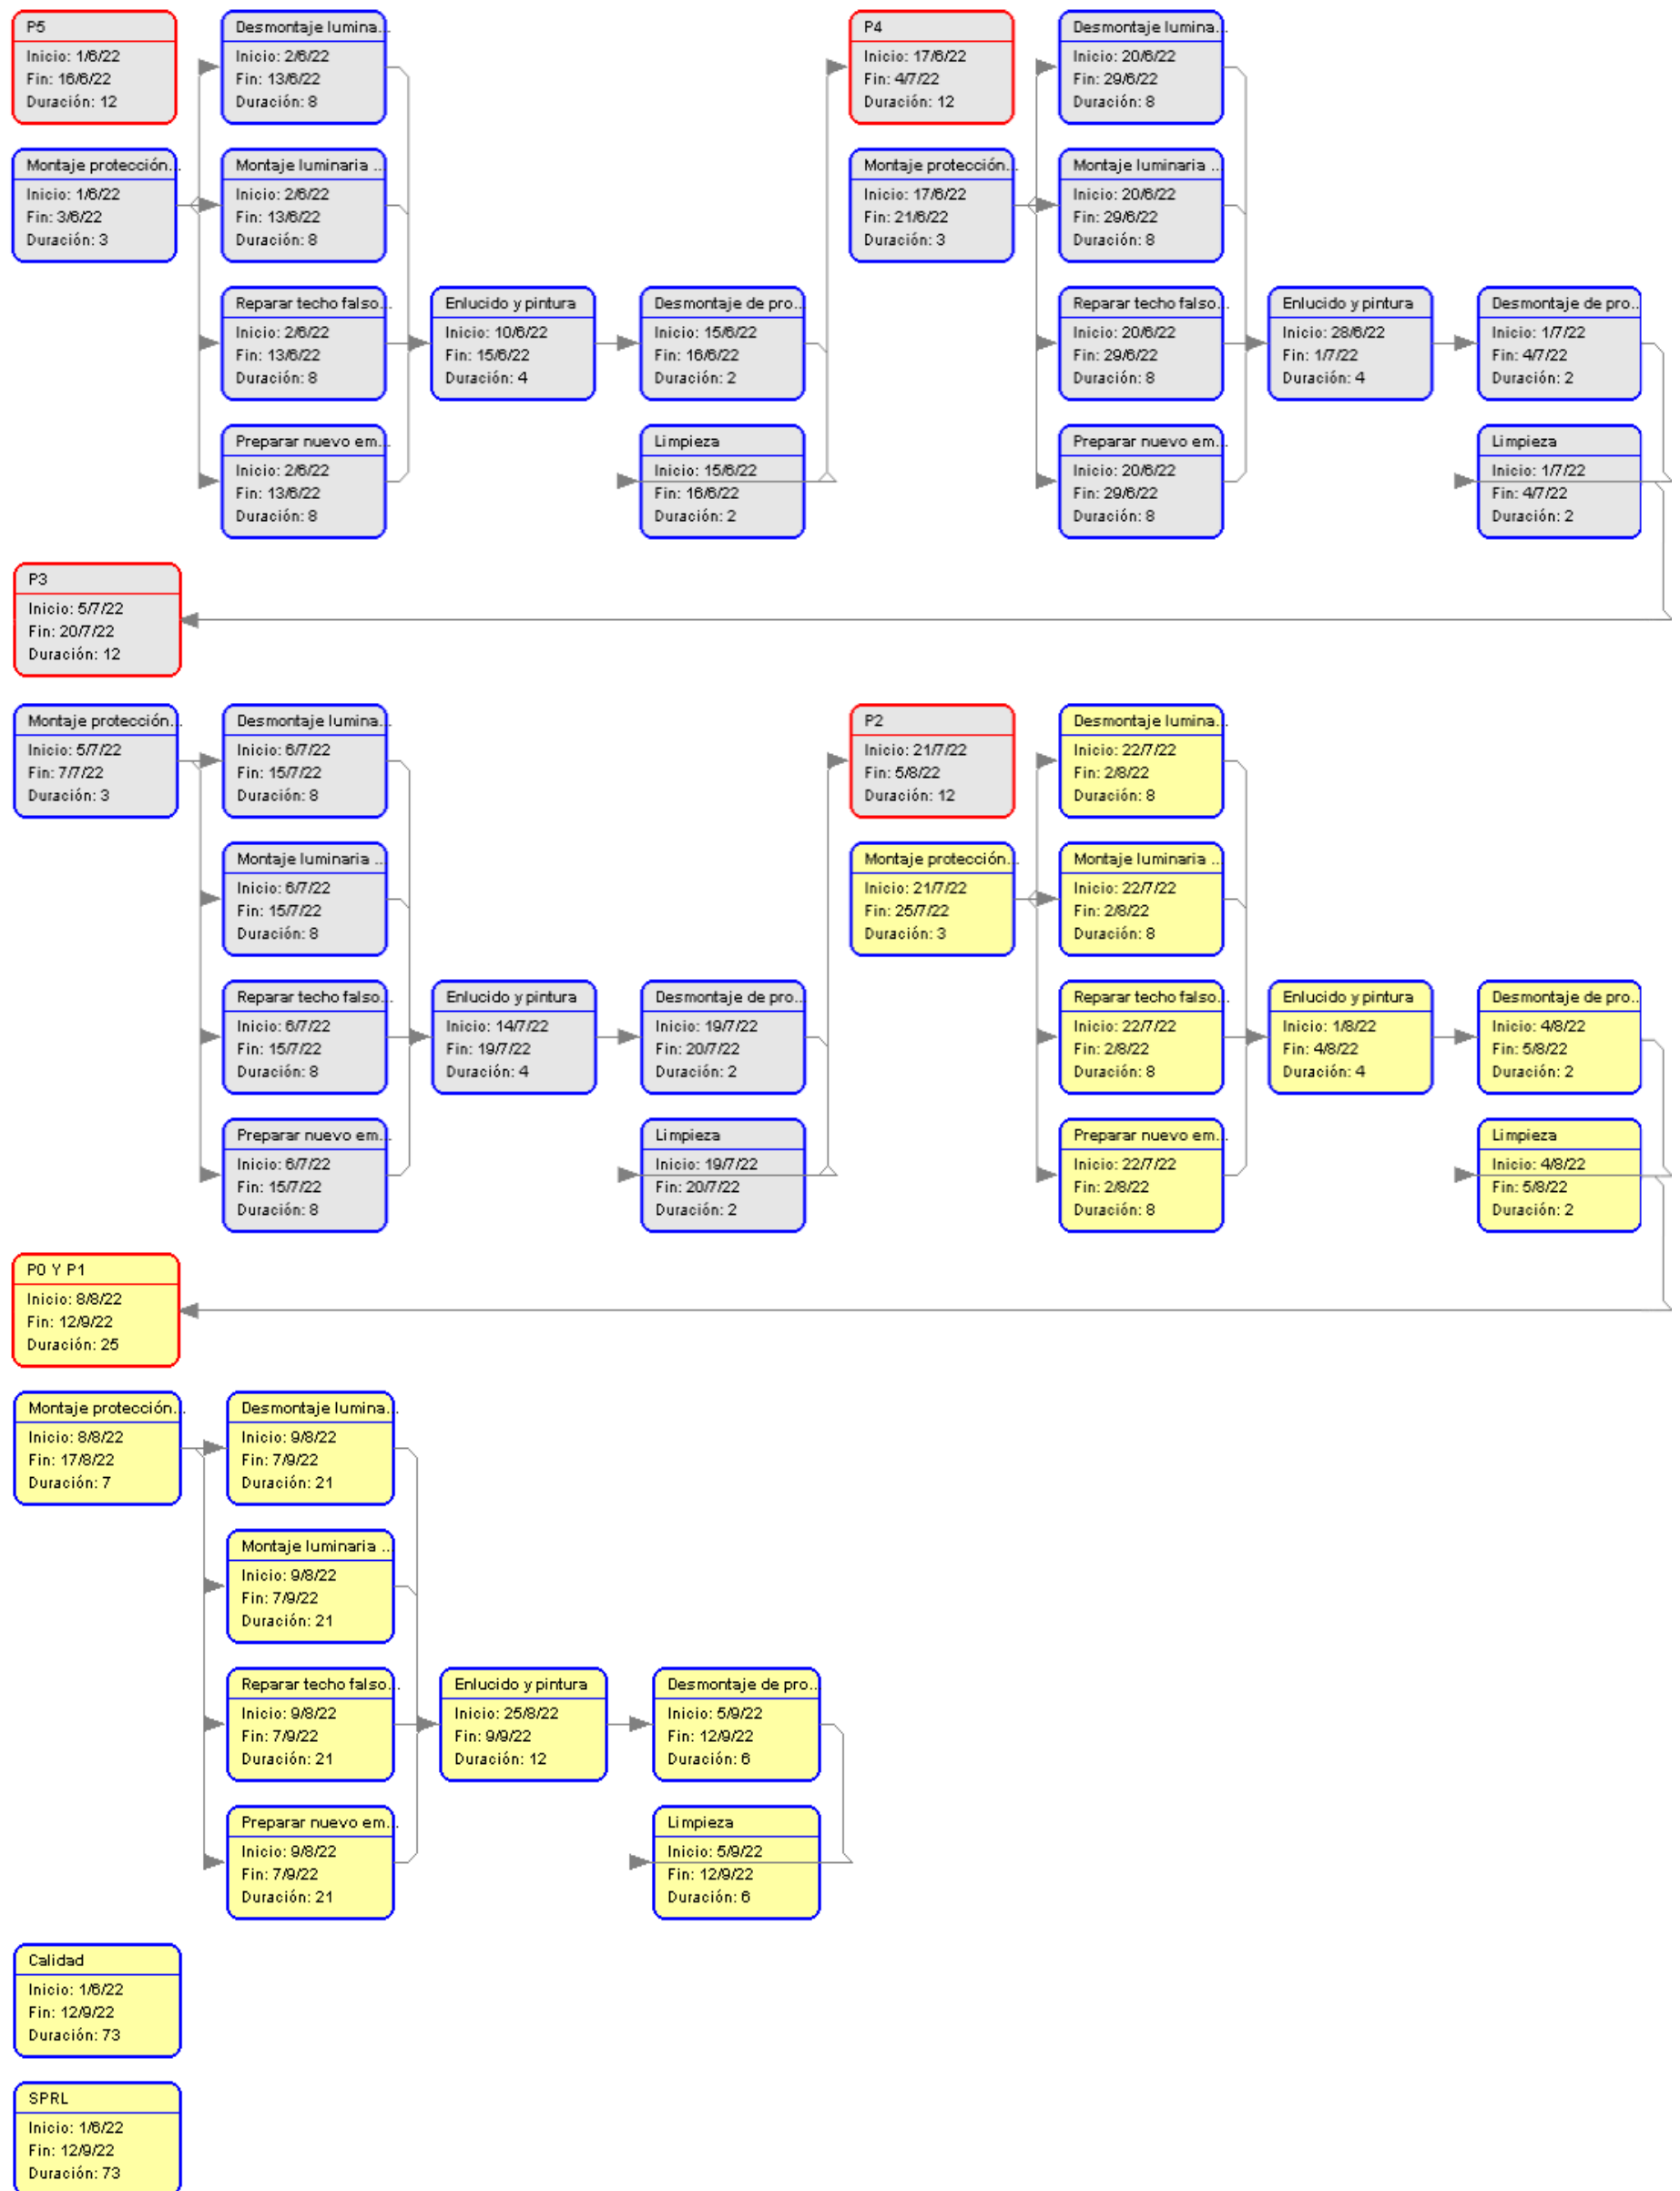 P5
Inicio: 1/6/22
Fin: 16/6/22
Duración: 12
Desmontaje lumina..
Inicio: 2/6/22
Fin: 13/6/22
Duración: 8
P4
Inicio: 17/6/22
Fin: 4/7/22
Duración: 12
Desmontaje lumina..
Inicio: 20/6/22
Fin: 29/6/22
Duración: 8
Montaje protección..
Inicio: 1/6/22
Fin: 3/6/22
Duración: 3
Montaje luminaria ..
Inicio: 2/6/22
Fin: 13/6/22
Duración: 8
Montaje protección..
Inicio: 17/6/22
Fin: 21/6/22
Duración: 3
Montaje luminaria ..
Inicio: 20/6/22
Fin: 29/6/22
Duración: 8
Reparar techo falso..
Inicio: 2/6/22
Fin: 13/6/22
Duración: 8
Enlucido y pintura
Inicio: 10/6/22
Fin: 15/6/22
Duración: 4
Desmontaje de pro..
Inicio: 15/6/22
Fin: 16/6/22
Duración: 2
Reparar techo falso..
Inicio: 20/6/22
Fin: 29/6/22
Duración: 8
Enlucido y pintura
Inicio: 28/6/22
Fin: 1/7/22
Duración: 4
Desmontaje de pro..
Inicio: 1/7/22
Fin: 4/7/22
Duración: 2
Preparar nuevo em..
Inicio: 2/6/22
Fin: 13/6/22
Duración: 8
Limpieza
Inicio: 15/6/22
Fin: 16/6/22
Duración: 2
Preparar nuevo em..
Inicio: 20/6/22
Fin: 29/6/22
Duración: 8
Limpieza
Inicio: 1/7/22
Fin: 4/7/22
Duración: 2
P3
Inicio: 5/7/22
Fin: 20/7/22
Duración: 12
Montaje protección..
Inicio: 5/7/22
Fin: 7/7/22
Duración: 3
Desmontaje lumina..
Inicio: 6/7/22
Fin: 15/7/22
Duración: 8
P2
Inicio: 21/7/22
Fin: 5/8/22
Duración: 12
Desmontaje lumina..
Inicio: 22/7/22
Fin: 2/8/22
Duración: 8
Montaje luminaria ..
Inicio: 6/7/22
Fin: 15/7/22
Duración: 8
Montaje protección..
Inicio: 21/7/22
Fin: 25/7/22
Duración: 3
Montaje luminaria ..
Inicio: 22/7/22
Fin: 2/8/22
Duración: 8
Reparar techo falso..
Inicio: 6/7/22
Fin: 15/7/22
Duración: 8
Enlucido y pintura
Inicio: 14/7/22
Fin: 19/7/22
Duración: 4
Desmontaje de pro..
Inicio: 19/7/22
Fin: 20/7/22
Duración: 2
Reparar techo falso..
Inicio: 22/7/22
Fin: 2/8/22
Duración: 8
Enlucido y pintura
Inicio: 1/8/22
Fin: 4/8/22
Duración: 4
Desmontaje de pro..
Inicio: 4/8/22
Fin: 5/8/22
Duración: 2
Preparar nuevo em..
Inicio: 6/7/22
Fin: 15/7/22
Duración: 8
Limpieza
Inicio: 19/7/22
Fin: 20/7/22
Duración: 2
Preparar nuevo em..
Inicio: 22/7/22
Fin: 2/8/22
Duración: 8
Limpieza
Inicio: 4/8/22
Fin: 5/8/22
Duración: 2
P0 Y P1
Inicio: 8/8/22
Fin: 12/9/22
Duración: 25
Montaje protección..
Inicio: 8/8/22
Fin: 17/8/22
Duración: 7
Desmontaje lumina..
Inicio: 9/8/22
Fin: 7/9/22
Duración: 21
Montaje luminaria ..
Inicio: 9/8/22
Fin: 7/9/22
Duración: 21
Reparar techo falso..
Inicio: 9/8/22
Fin: 7/9/22
Duración: 21
Enlucido y pintura
Inicio: 25/8/22
Fin: 9/9/22
Duración: 12
Desmontaje de pro..
Inicio: 5/9/22
Fin: 12/9/22
Duración: 6
Preparar nuevo em..
Inicio: 9/8/22
Fin: 7/9/22
Duración: 21
Limpieza
Inicio: 5/9/22
Fin: 12/9/22
Duración: 6
Calidad
Inicio: 1/6/22
Fin: 12/9/22
Duración: 73
SPRL
Inicio: 1/6/22
Fin: 12/9/22
Duración: 73